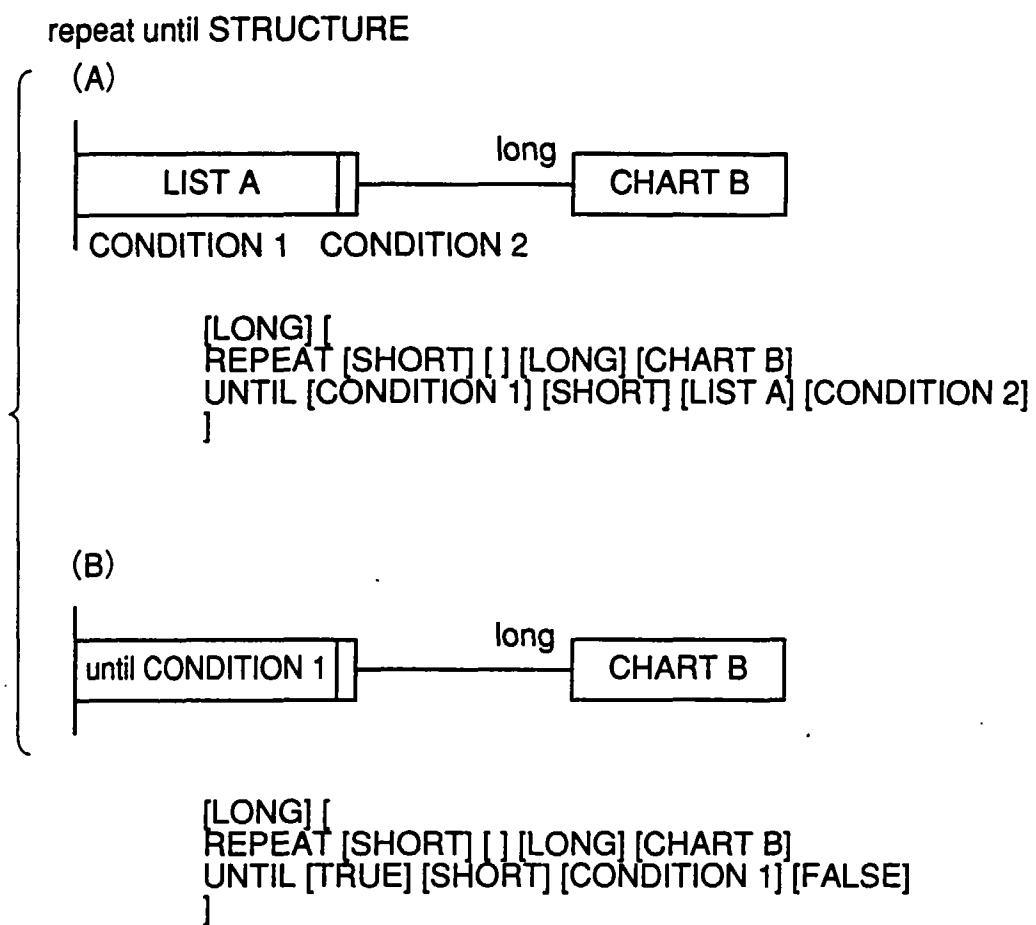 repeat until STRUCTURE
(A)
long
LIST A
CHART B
CONDITION 1 CONDITION 2
[LONG] [
REPEAT [SHORT] [ ] [LONG] [CHART B]
UNTIL [CONDITION 1] [SHORT] [LIST A] [CONDITION 2]
]
(B)
long
until CONDITION 1
CHART B
[LONG] [
REPEAT [SHORT] [ ] [LONG] [CHART B]
UNTIL [TRUE] [SHORT] [CONDITION 1] [FALSE]
]